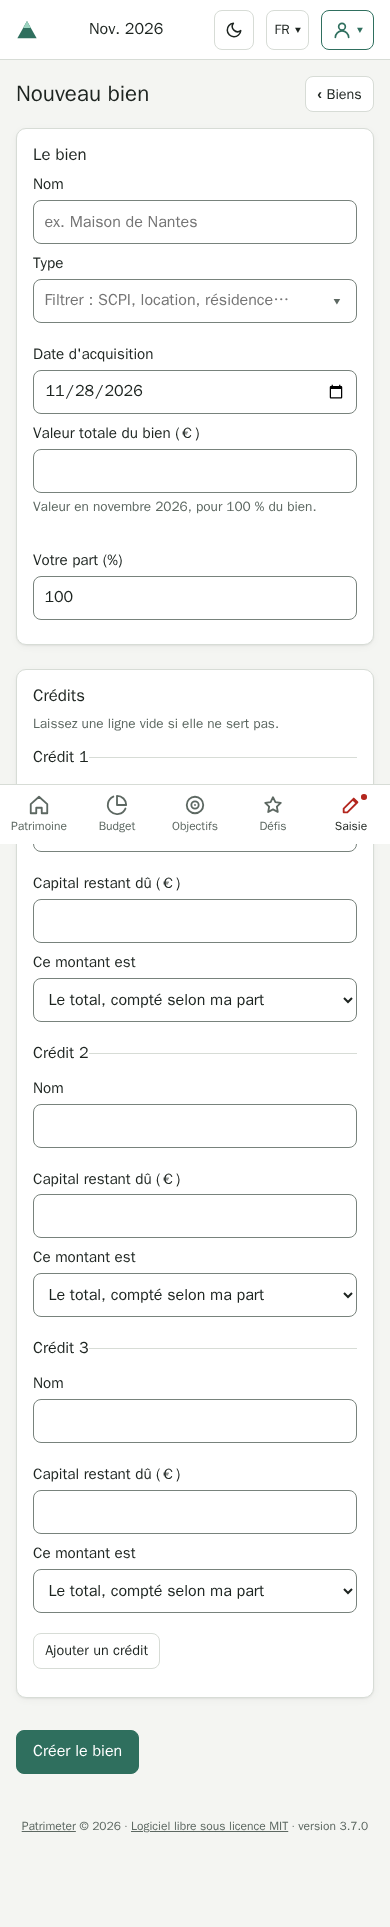 Nov. 2026
FR ▾
Nouveau bien
‹ Biens
Le bien
Nom
ex. Maison de Nantes
Type
Filtrer : SCPI, location, résidence…
Date d'acquisition
11/28/2026
Valeur totale du bien (€)
Valeur en novembre 2026, pour 100 % du bien.
Votre part (%)
100
Crédits
Laissez une ligne vide si elle ne sert pas.
Crédit 1
Patrimoine
Budget
Objectifs
Défis
Saisie
Capital restant dû (€)
Ce montant est
Le total, compté selon ma part
Crédit 2
Nom
Capital restant dû (€)
Ce montant est
Le total, compté selon ma part
Crédit 3
Nom
Capital restant dû (€)
Ce montant est
Le total, compté selon ma part
Ajouter un crédit
Créer le bien
Patrimeter © 2026 · Logiciel libre sous licence MIT · version 3.7.0